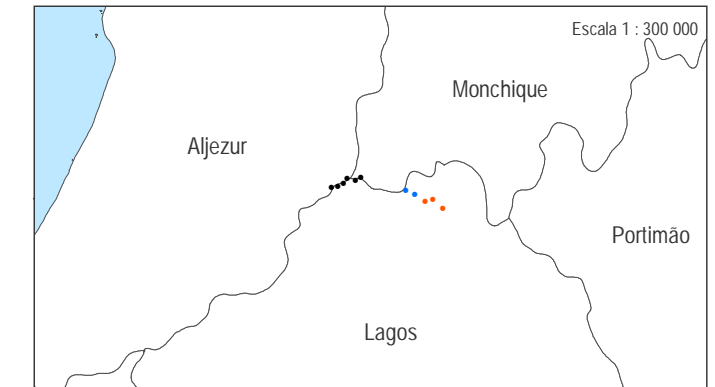 Escala 1 : 300 000
Monchique
Aljezur
Portimão
Lagos